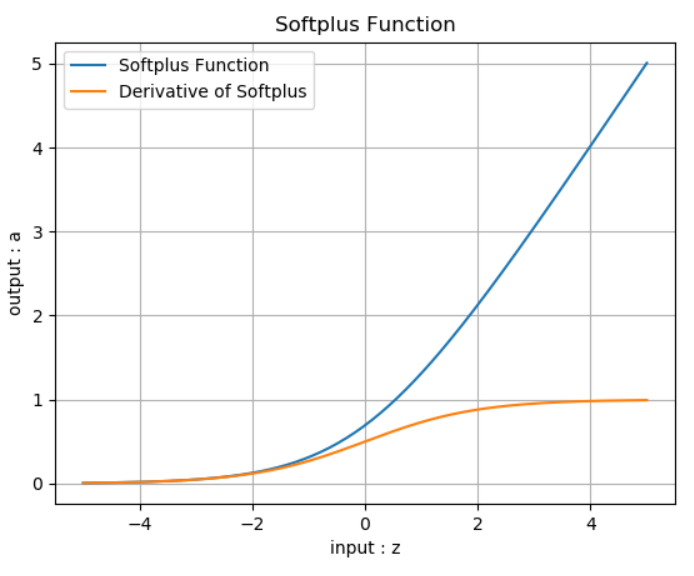 Softplus Function
Softplus Function
Derivative of Softplus
output : a
5
4
3
2
1
0
−4
−2
0
2
4
input : z